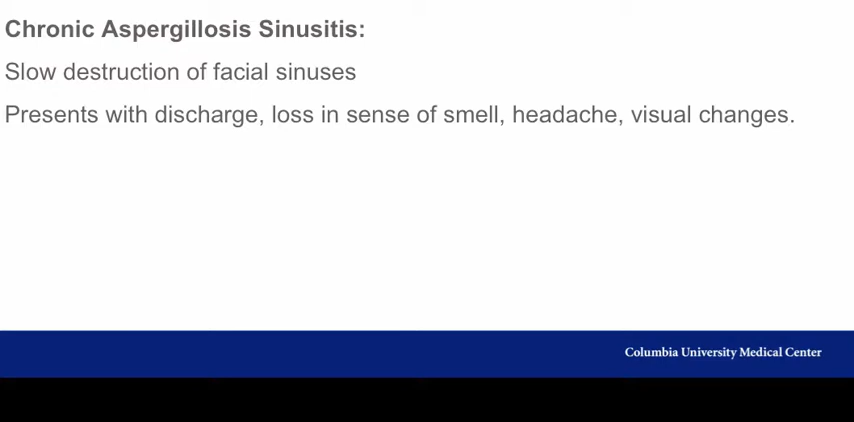 Chronic Aspergillosis Sinusitis:
Slow destruction of facial sinuses
Presents with discharge, loss in sense of smell, headache, visual changes.
Columbia University Medical Center